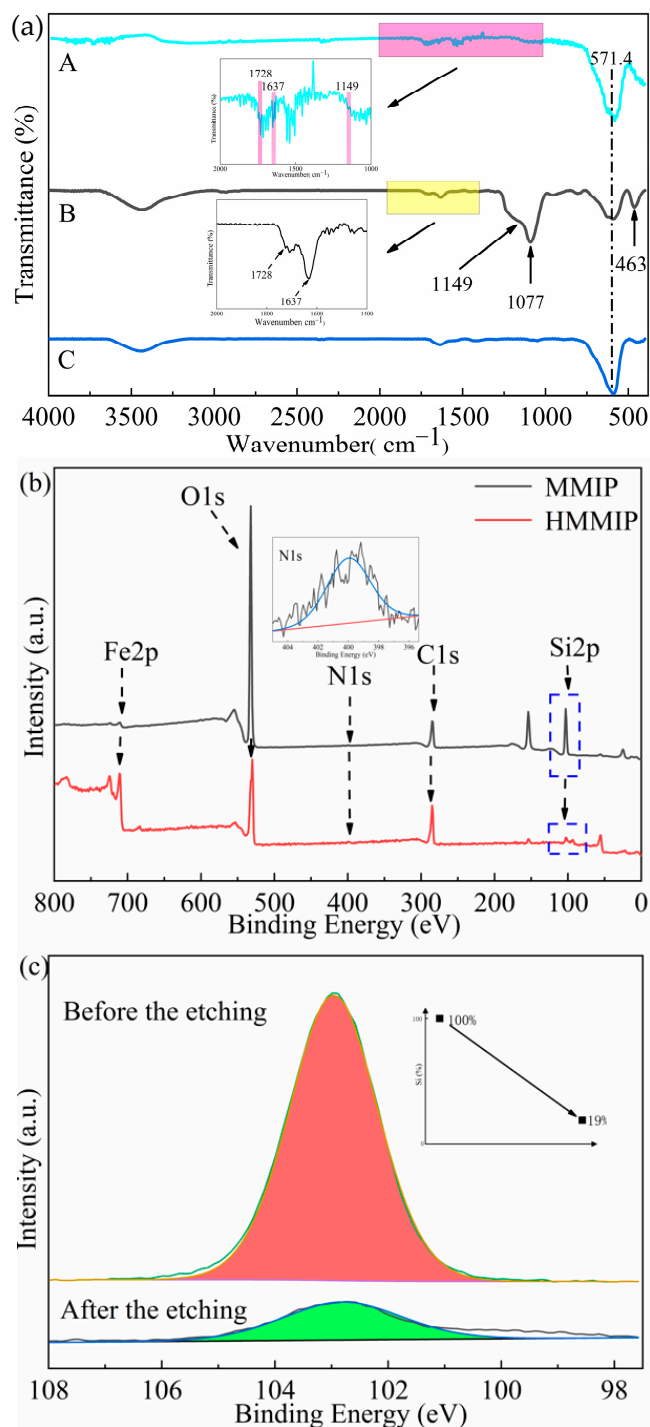 (a)
A
B
C
571.4
1728
1637
1149
Transmittance (%)
2000
1500
1000
Wavenumber( cm⁻¹)
1728
1637
Transmittance (%)
2000
1800
1600
1400
Wavenumber( cm⁻¹)
1149
1077
463
Transmittance (%)
4000 3500 3000 2500 2000 1500 1000 500
Wavenumber( cm⁻¹)
(b)
MMIP
HMMIP
O1s
N1s
404 402 400 398 396
Binding Energy (eV)
Fe2p
N1s
C1s
Si2p
Intensity (a.u.)
800 700 600 500 400 300 200 100 0
Binding Energy (eV)
(c)
Before the etching
100
100%
Si (%)
19%
0
After the etching
Intensity (a.u.)
108 106 104 102 100 98
Binding Energy (eV)